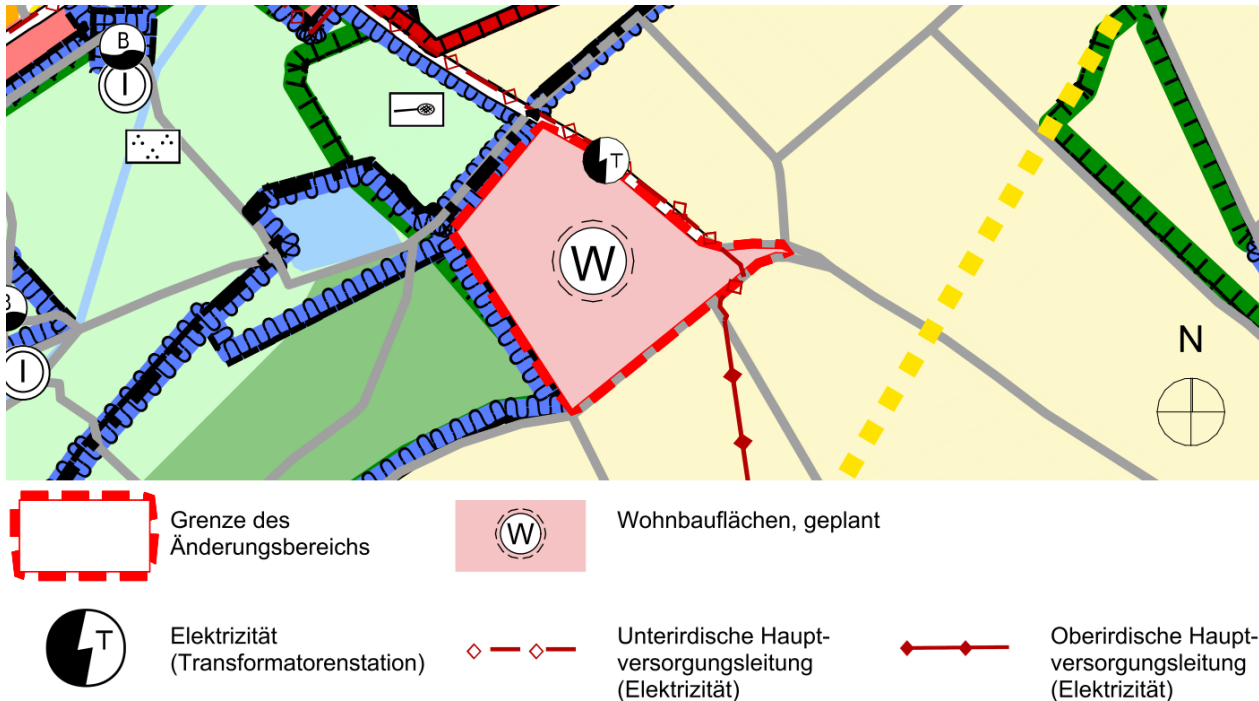 B
I
T
W
B
I
N
Grenze des
Änderungsbereichs
W
Wohnbauflächen, geplant
T
Elektrizität
(Transformatorenstation)
Unterirdische Haupt-
versorgungsleitung
(Elektrizität)
Oberirdische Haupt-
versorgungsleitung
(Elektrizität)